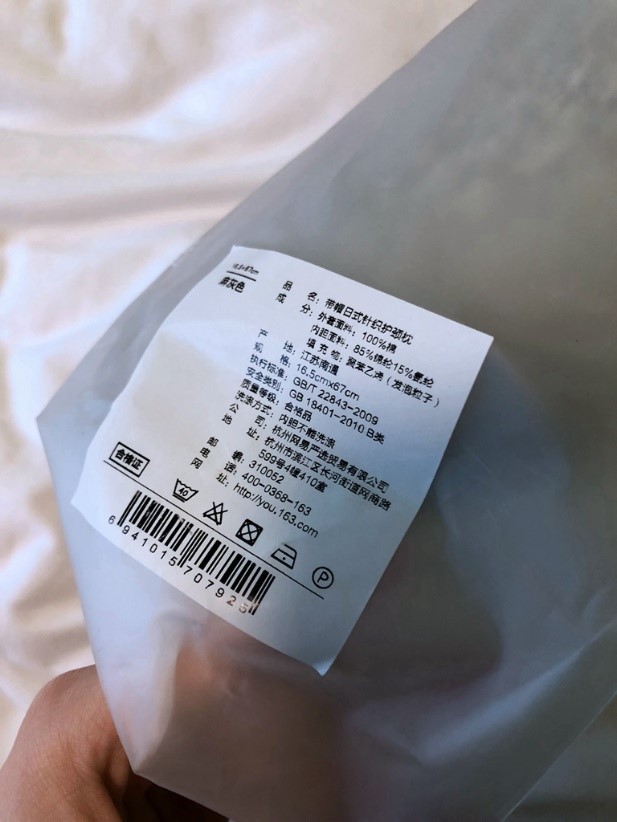 16.5×67cm
麻灰色
品 名：带帽日式针织护颈枕
成 分：外套面料：100%棉
内胆面料：85%锦纶15%氨纶
填 充 物：聚苯乙烯（发泡粒子）
产 地：江苏南通
规 格：16.5cmx67cm
执行标准：GB/T 22843-2009
安全类别：GB 18401-2010 B类
质量等级：合格品
洗涤方式：内胆不能洗涤
公 司：杭州网易严选贸易有限公司
地 址：杭州市滨江区长河街道网商路
599号4幢410室
邮 编：310052
电 话：400-0368-163
网 址：http://you.163.com
合格证
40
P
6941015707925